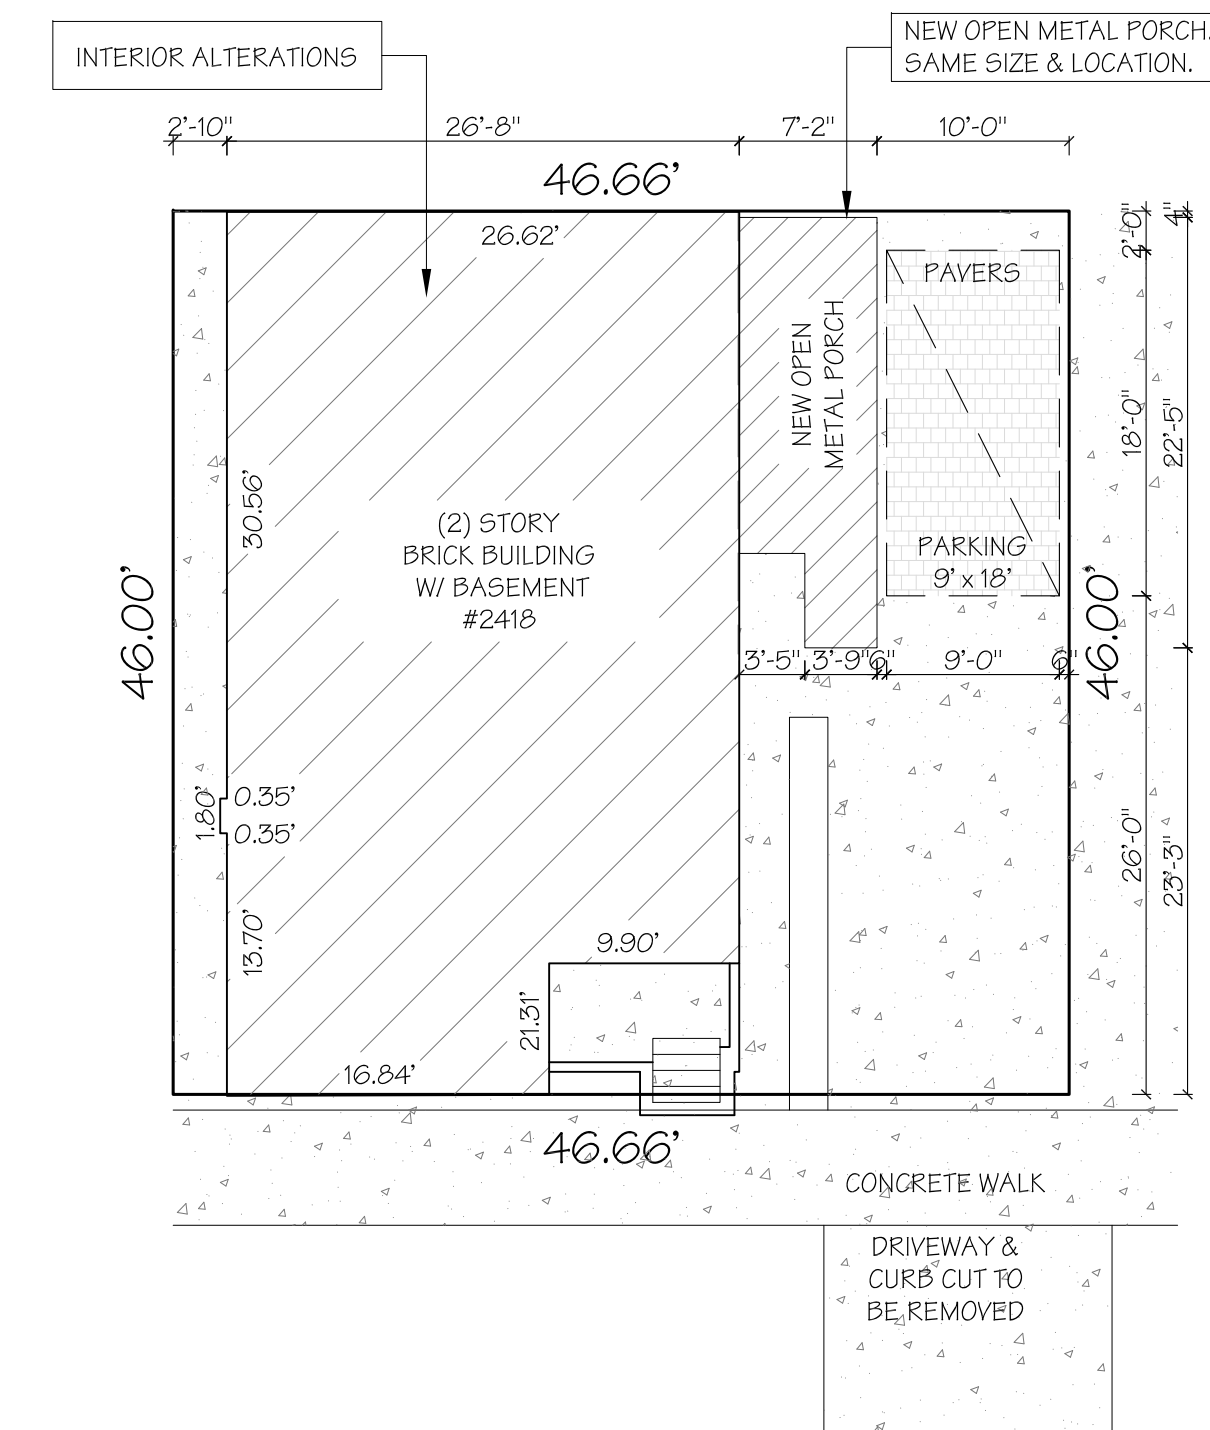 NEW OPEN METAL PORCH.
SAME SIZE & LOCATION.
INTERIOR ALTERATIONS
2'-10"
26'-8"
7'-2"
10'-0"
46.66'
26.62'
2'-0"
4"
PAVERS
NEW OPEN
METAL PORCH
18'-0"
22'-5"
30.56'
(2) STORY
BRICK BUILDING
W/ BASEMENT
#2418
PARKING
9' x 18'
46.00'
46.00'
3'-5"
3'-9"
6"
9'-0"
6"
1.80'
0.35'
0.35'
26'-0"
23'-3"
13.70'
9.90'
21.31'
16.84'
46.66'
CONCRETE WALK
DRIVEWAY &
CURB CUT TO
BE REMOVED